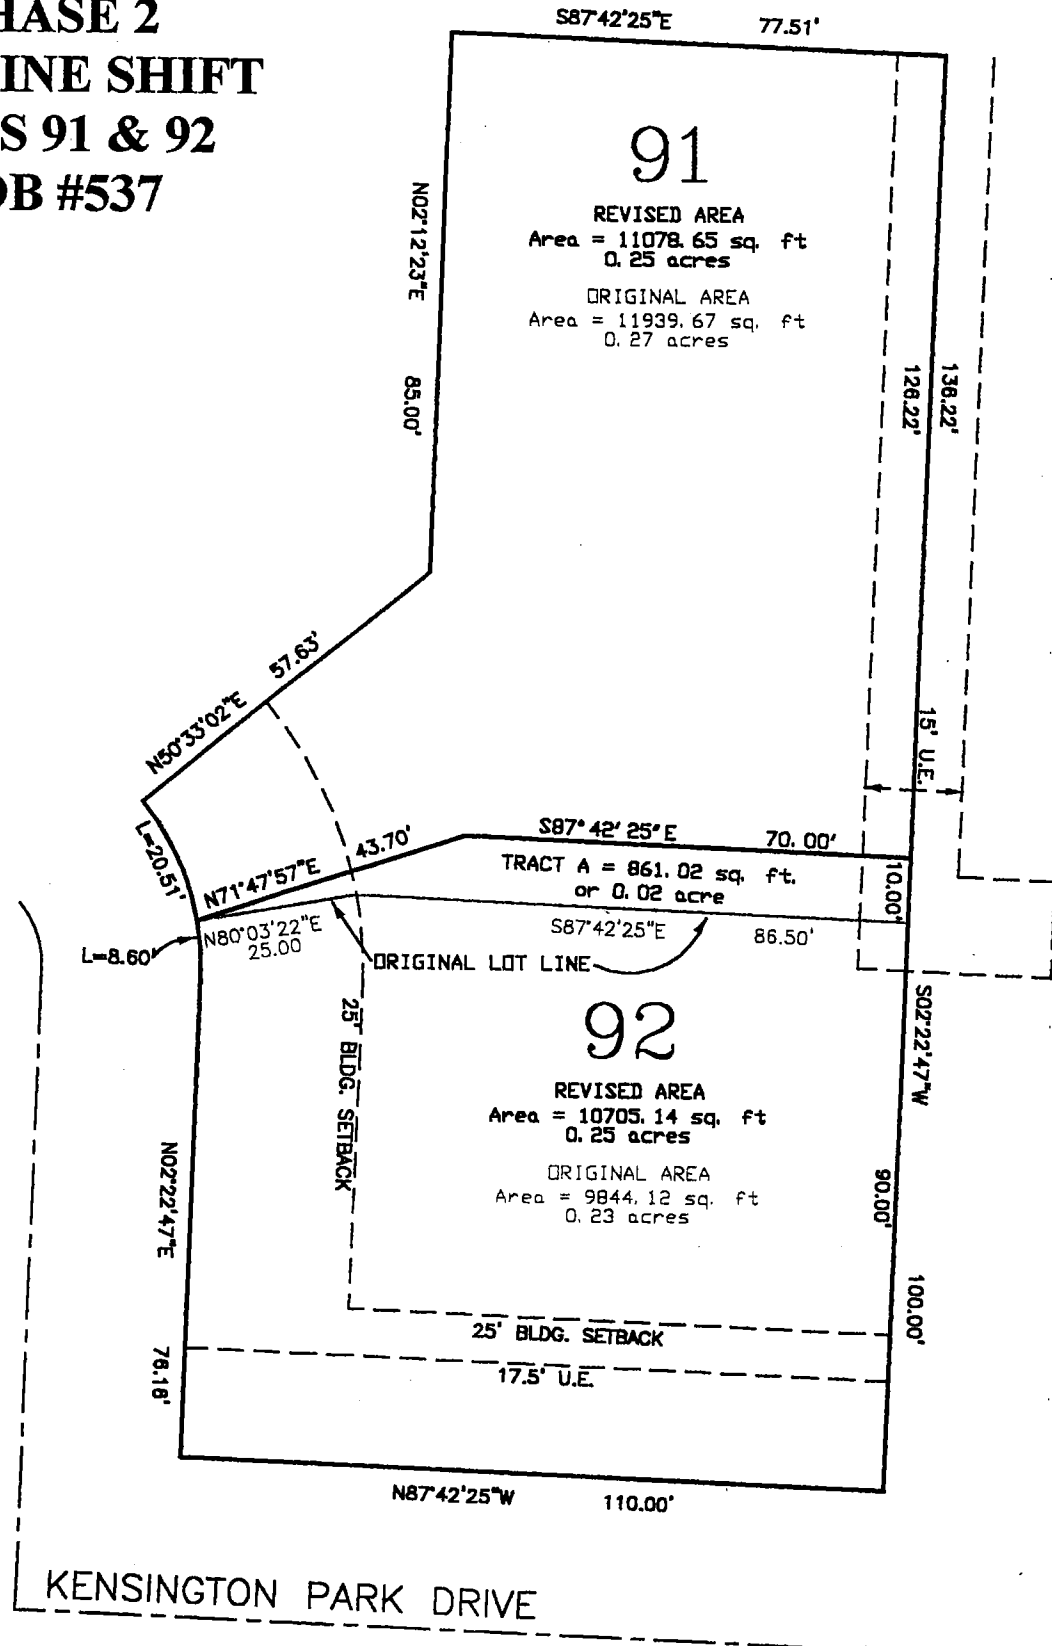 HASE 2
INE SHIFT
S 91 & 92
OB #537
S87°42'25"E 77.51'
91
REVISED AREA
Area = 11078.65 sq. ft
0.25 acres
ORIGINAL AREA
Area = 11939.67 sq. ft
0.27 acres
N02°12'23"E 85.00'
136.22'
126.22'
57.63'
N50°33'02"E
L=20.51'
15' U.E.
S87°42'25"E 70.00'
43.70'
N71°47'57"E
TRACT A = 861.02 sq. ft.
or 0.02 acre
10.00'
N80°03'22"E
25.00
S87°42'25"E 86.50'
L=8.60'
ORIGINAL LOT LINE
92
REVISED AREA
Area = 10705.14 sq. ft
0.25 acres
ORIGINAL AREA
Area = 9844.12 sq. ft
0.23 acres
25' BLDG. SETBACK
S02°22'47"W
90.00'
100.00'
N02°22'47"E 76.16'
25' BLDG. SETBACK
17.5' U.E.
N87°42'25"W 110.00'
KENSINGTON PARK DRIVE